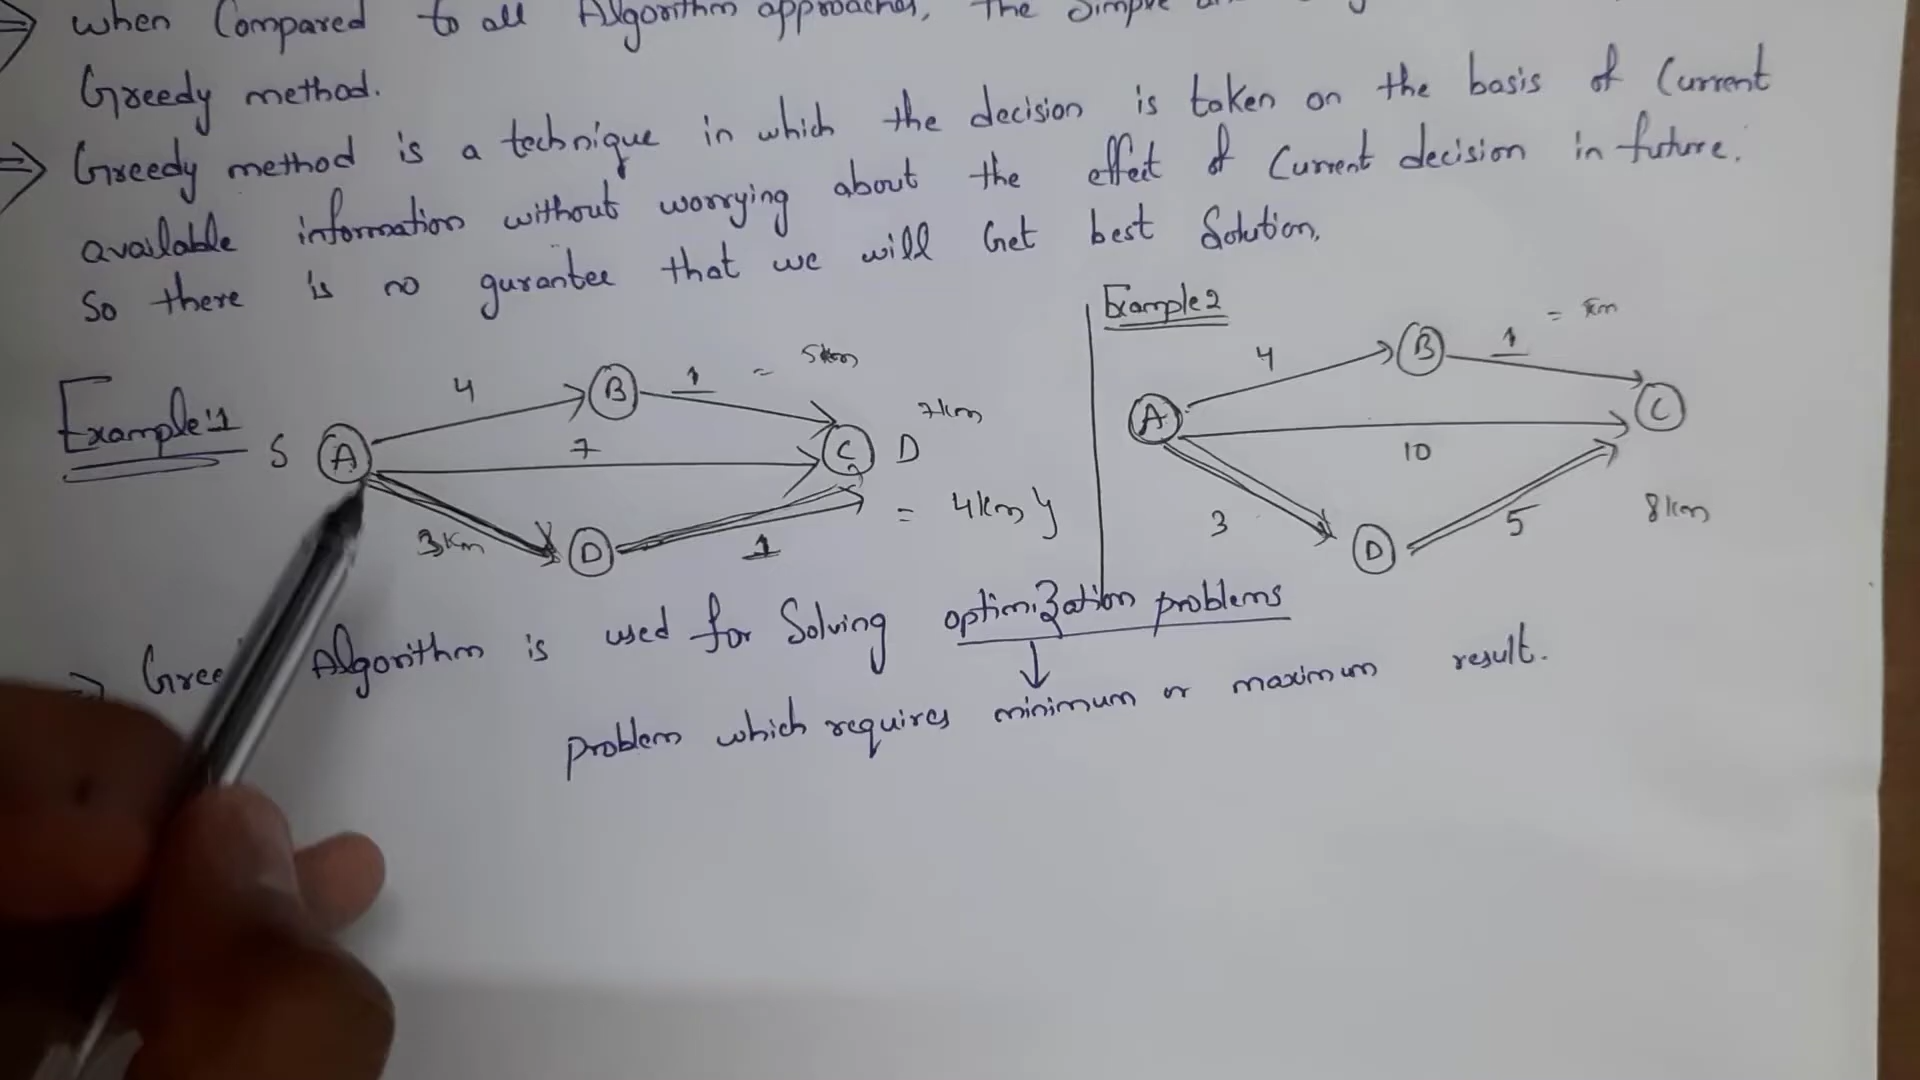 when Compared to all Algorithm approaches, The Simple
Greedy method.
⇒ Greedy method is a technique in which the decision is taken on the basis of Current
available information without worrying about the effect of Current decision in future.
So there is no gurantee that we will Get best Solution.
Example:1
S A
4
B
1
= 5km
7
C D
7km
3km
D
1
= 4km
Example 2
A
4
B
1
= km
10
C
3
D
5
8km
⇒ Gree Algorithm is used for Solving optimization problems
↓
problem which requires minimum or maximum result.